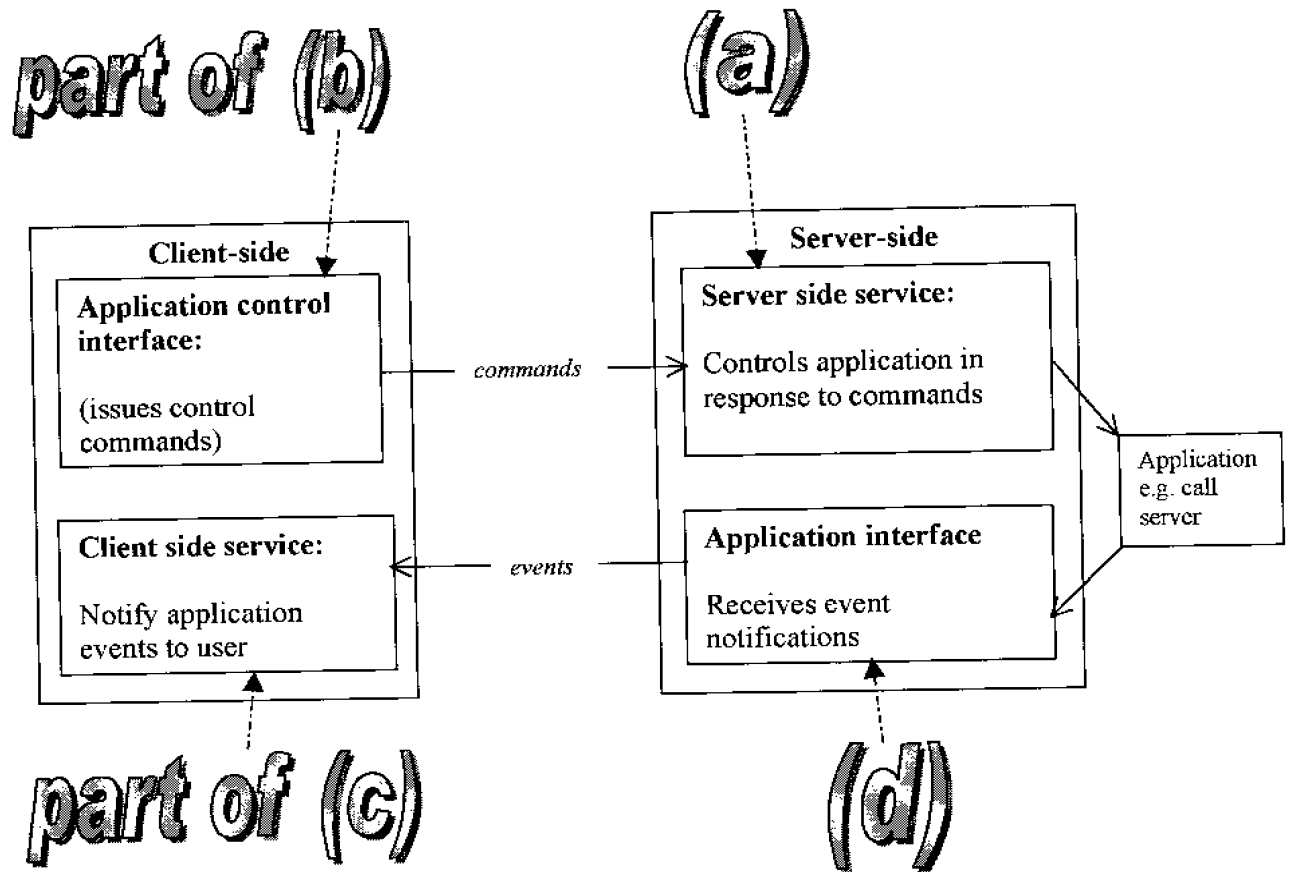 part of (b)
(a)
Client-side
Application control
interface:
(issues control
commands)
commands
Server-side
Server side service:
Controls application in
response to commands
Application
e.g. call
server
Client side service:
Notify application
events to user
events
Application interface
Receives event
notifications
part of (c)
(d)